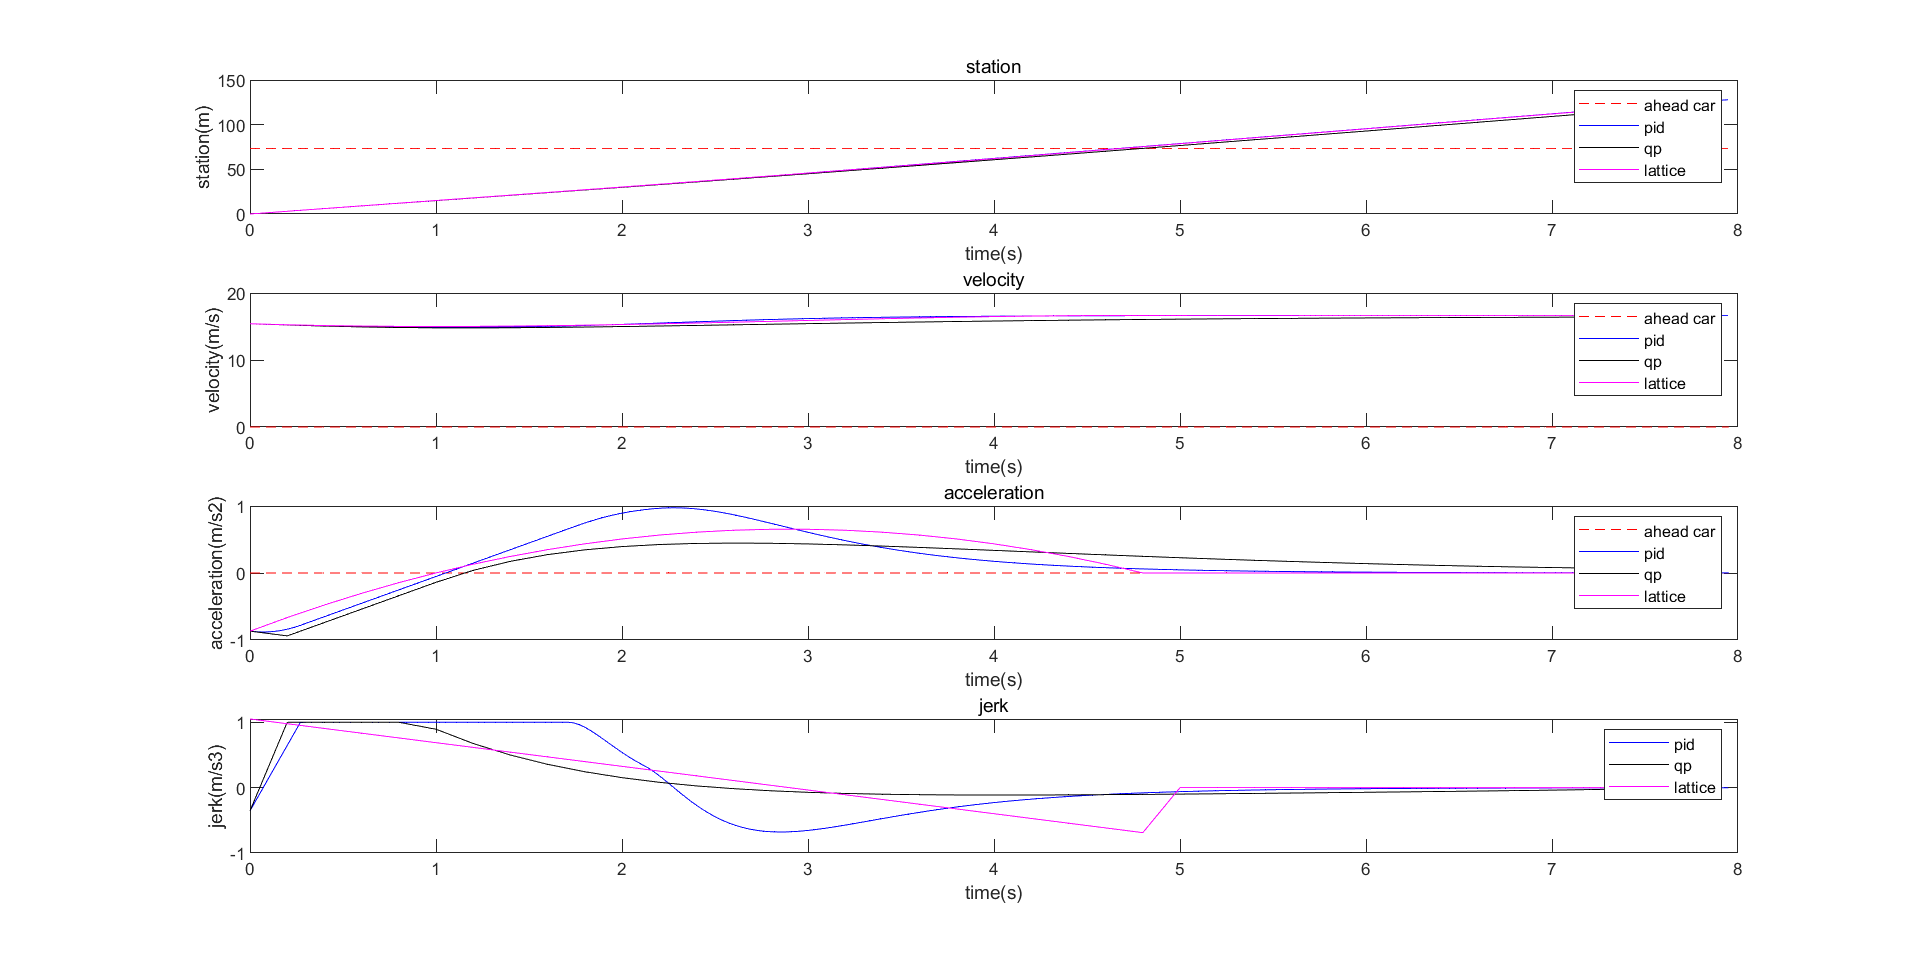 station
station(m)
150
100
50
0
ahead car
pid
qp
lattice
0 1 2 3 4 5 6 7 8
time(s)
velocity
velocity(m/s)
20
10
0
ahead car
pid
qp
lattice
0 1 2 3 4 5 6 7 8
time(s)
acceleration
acceleration(m/s2)
1
0
-1
ahead car
pid
qp
lattice
0 1 2 3 4 5 6 7 8
time(s)
jerk
jerk(m/s3)
1
0
-1
pid
qp
lattice
0 1 2 3 4 5 6 7 8
time(s)